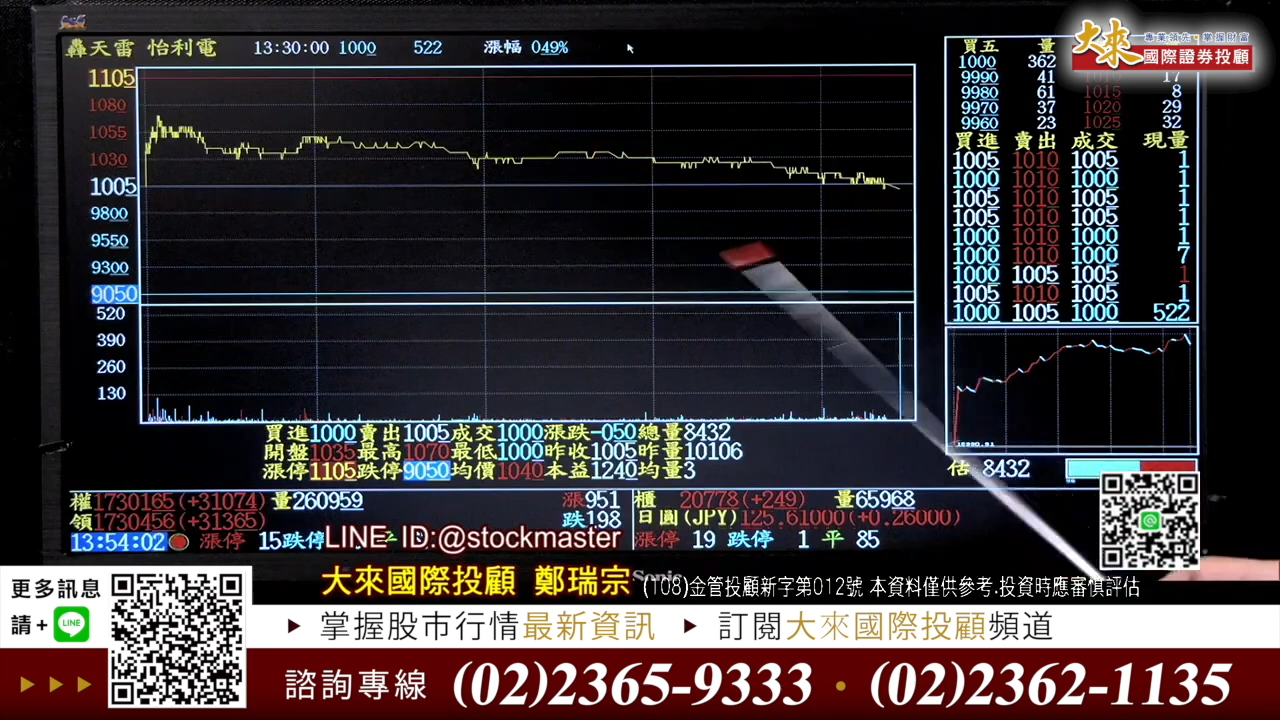 轟天雷 怡利電 13:30:00 1000 522 漲幅 049%
大來 專業領先・掌握財富
國際證券投顧
1105
1080
1055
1030
1005
9800
9550
9300
9050
520
390
260
130
買五 量
1000 362
9990 41 1010 17
9980 61 1015 8
9970 37 1020 29
9960 23 1025 32
買進 賣出 成交 現量
1005 1010 1005 1
1000 1010 1000 1
1005 1010 1005 1
1005 1010 1005 1
1000 1010 1000 1
1000 1010 1000 7
1000 1005 1005 1
1005 1010 1005 1
1000 1005 1000 522
買進1000賣出1005成交1000漲跌-050總量8432
開盤1035最高1070最低1000昨收1005昨量10106
漲停1105跌停9050均價1040本益1240均量3
估 8432
權1730165(+31074)量260959 漲951
領1730456(+31365) 跌198
13:54:02 漲停 15跌停
櫃 20778(+249) 量65968
日圓(JPY)125.61000(+0.26000)
漲停 19 跌停 1 平 85
LINE ID:@stockmaster
大來國際投顧 鄭瑞宗
(108)金管投顧新字第012號 本資料僅供參考.投資時應審慎評估
更多訊息
請+ LINE
掌握股市行情最新資訊 訂閱大來國際投顧頻道
諮詢專線 (02)2365-9333・(02)2362-1135